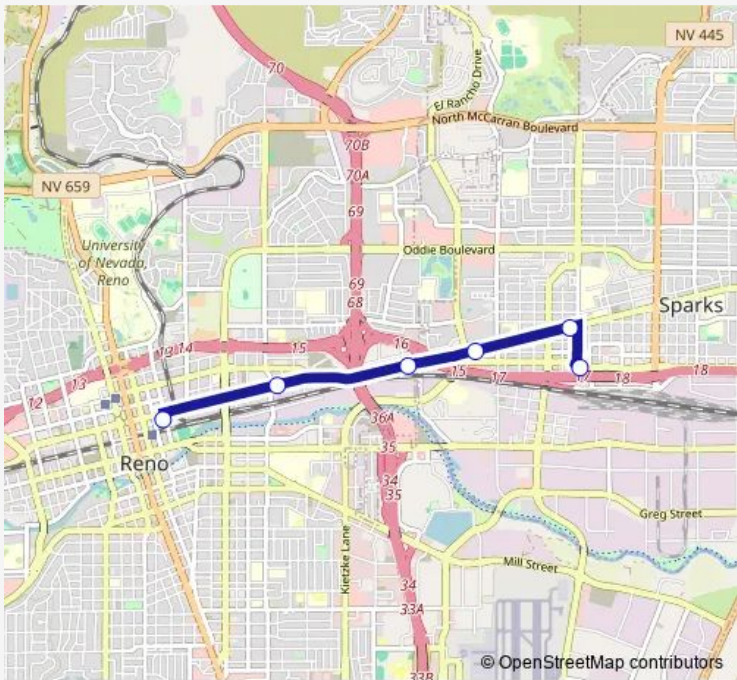 NV 445
70
El Rancho Drive
North McCarran Boulevard
70B
70A
NV 659
69
University
of Nevada,
Reno
Oddie Boulevard
69
68
Sparks
13 14
15
16
13
12
15
17
17
18
18
36A
35
Reno
34
35
Greg Street
Kietzke Lane
Mill Street
34
33A
33B
© OpenStreetMap contributors